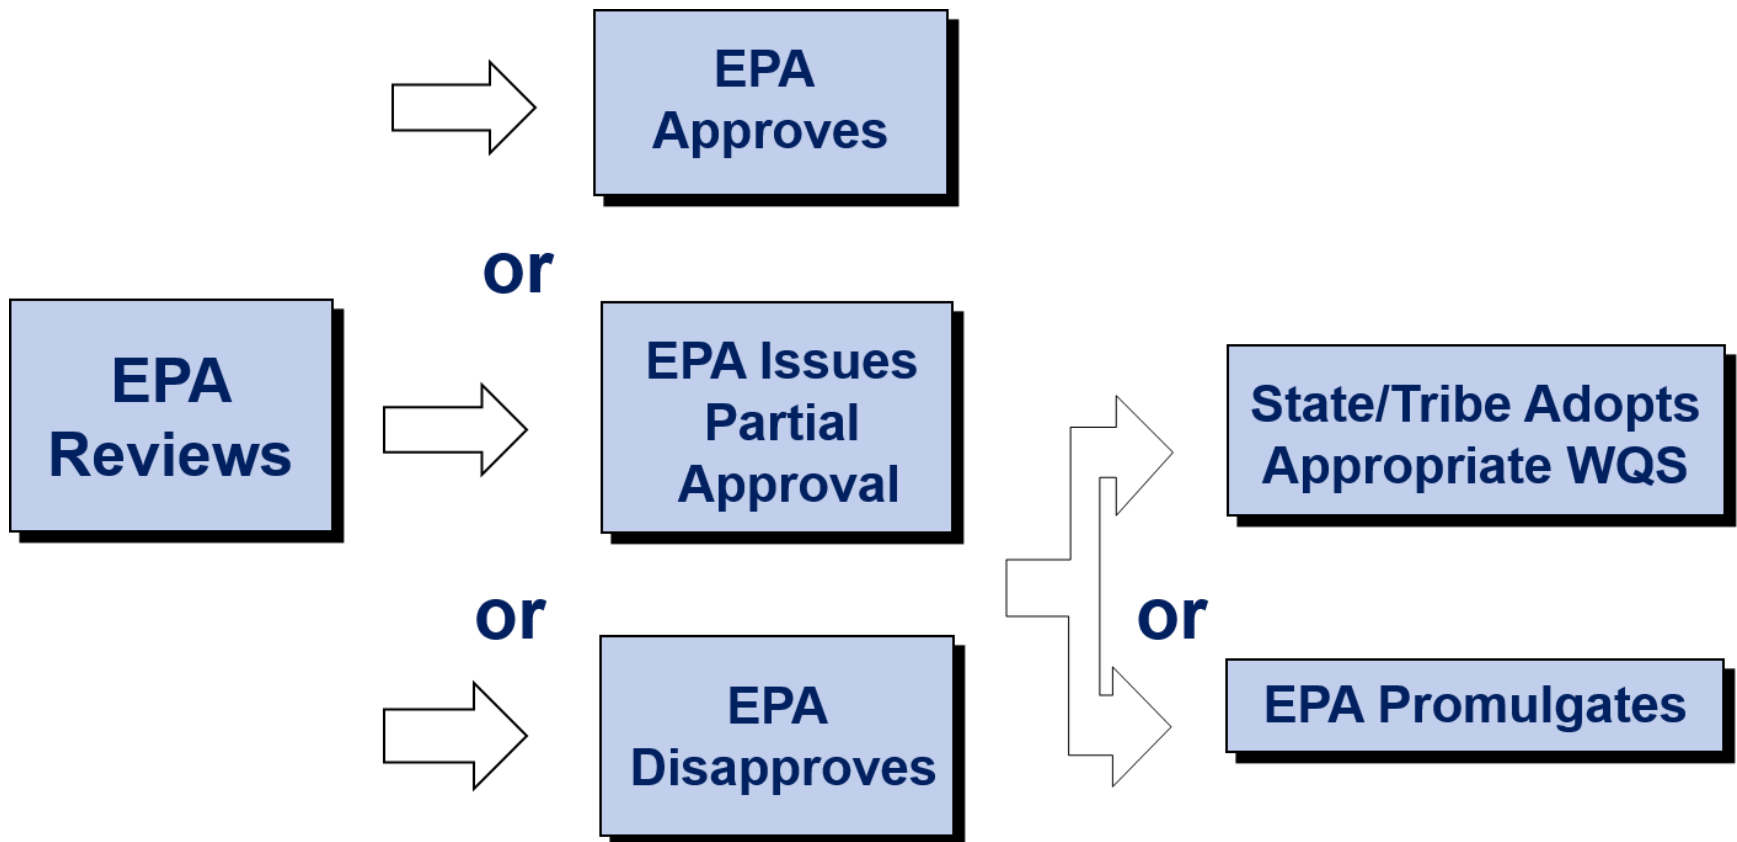 EPA
Reviews
EPA
Approves
or
EPA Issues
Partial
Approval
or
EPA
Disapproves
State/Tribe Adopts
Appropriate WQS
or
EPA Promulgates